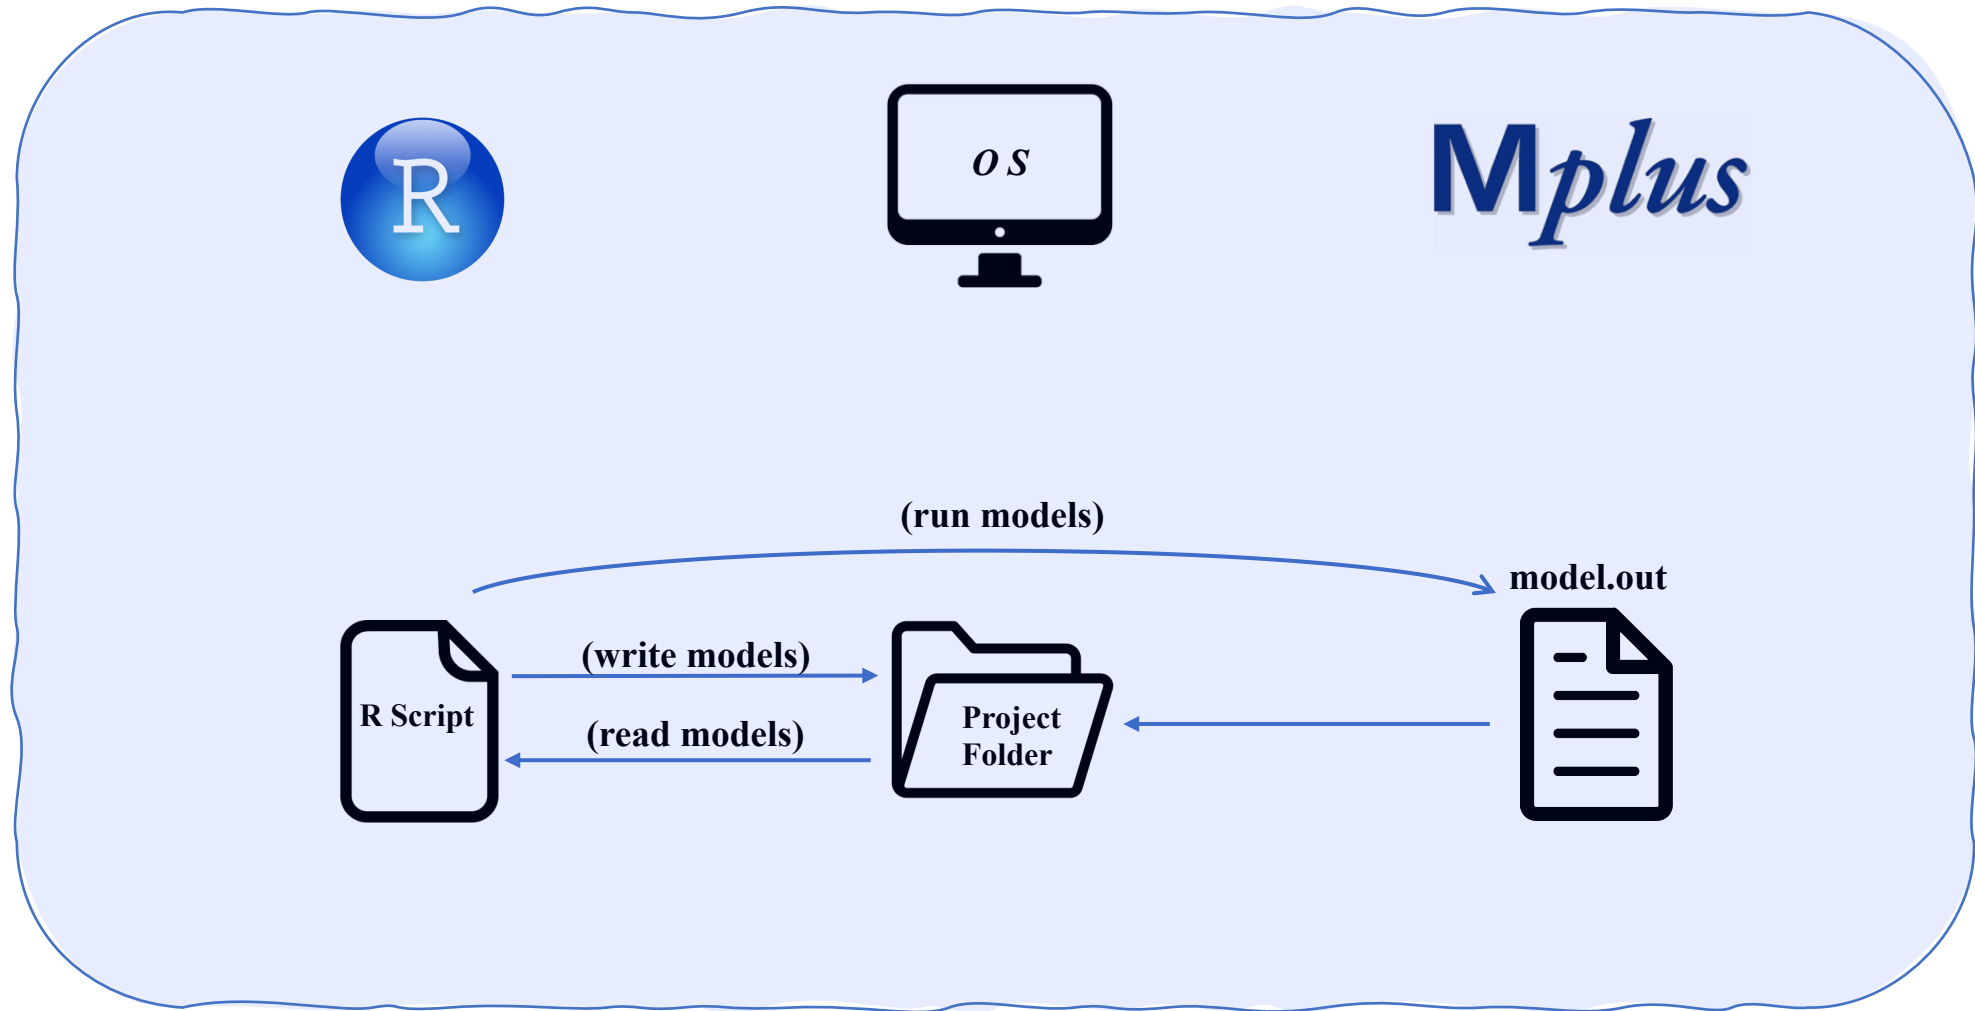 R
OS
Mplus
(run models)
model.out
(write models)
R Script
(read models)
Project
Folder